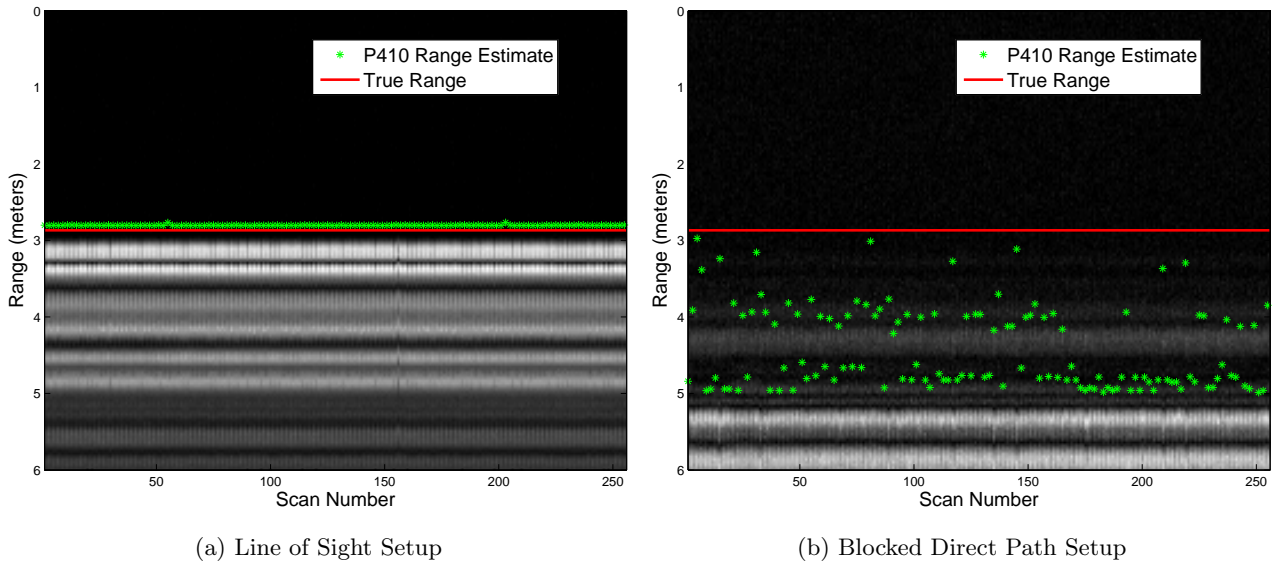 0
1
2
3
4
5
6
Range (meters)
50
100
150
200
250
Scan Number
P410 Range Estimate
True Range
(a) Line of Sight Setup
0
1
2
3
4
5
6
Range (meters)
50
100
150
200
250
Scan Number
P410 Range Estimate
True Range
(b) Blocked Direct Path Setup